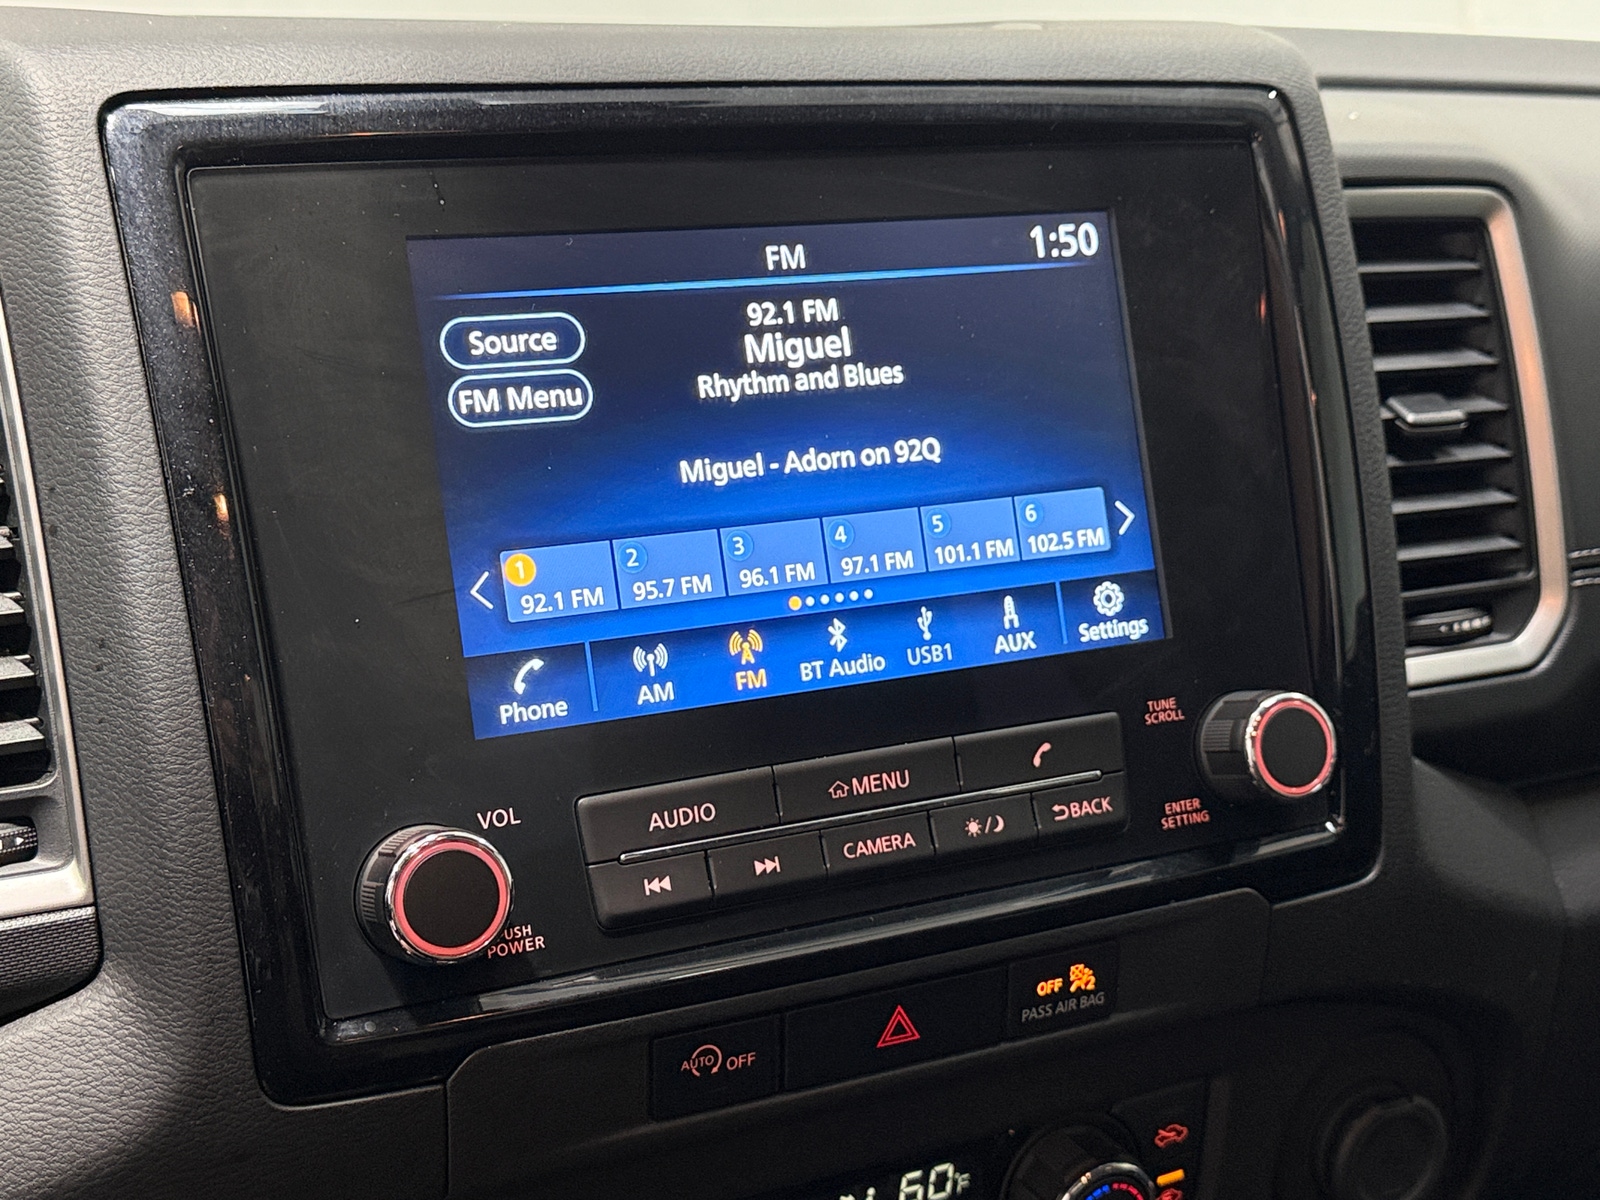 FM
1:50
Source
FM Menu
92.1 FM
Miguel
Rhythm and Blues
Miguel - Adorn on 92Q
1
92.1 FM
2
95.7 FM
3
96.1 FM
4
97.1 FM
5
101.1 FM
6
102.5 FM
Phone
AM
FM
BT Audio
USB1
AUX
Settings
TUNE
SCROLL
VOL
AUDIO
MENU
CAMERA
BACK
ENTER
SETTING
POWER
OFF
2
PASS AIR BAG
AUTO
OFF
60°F